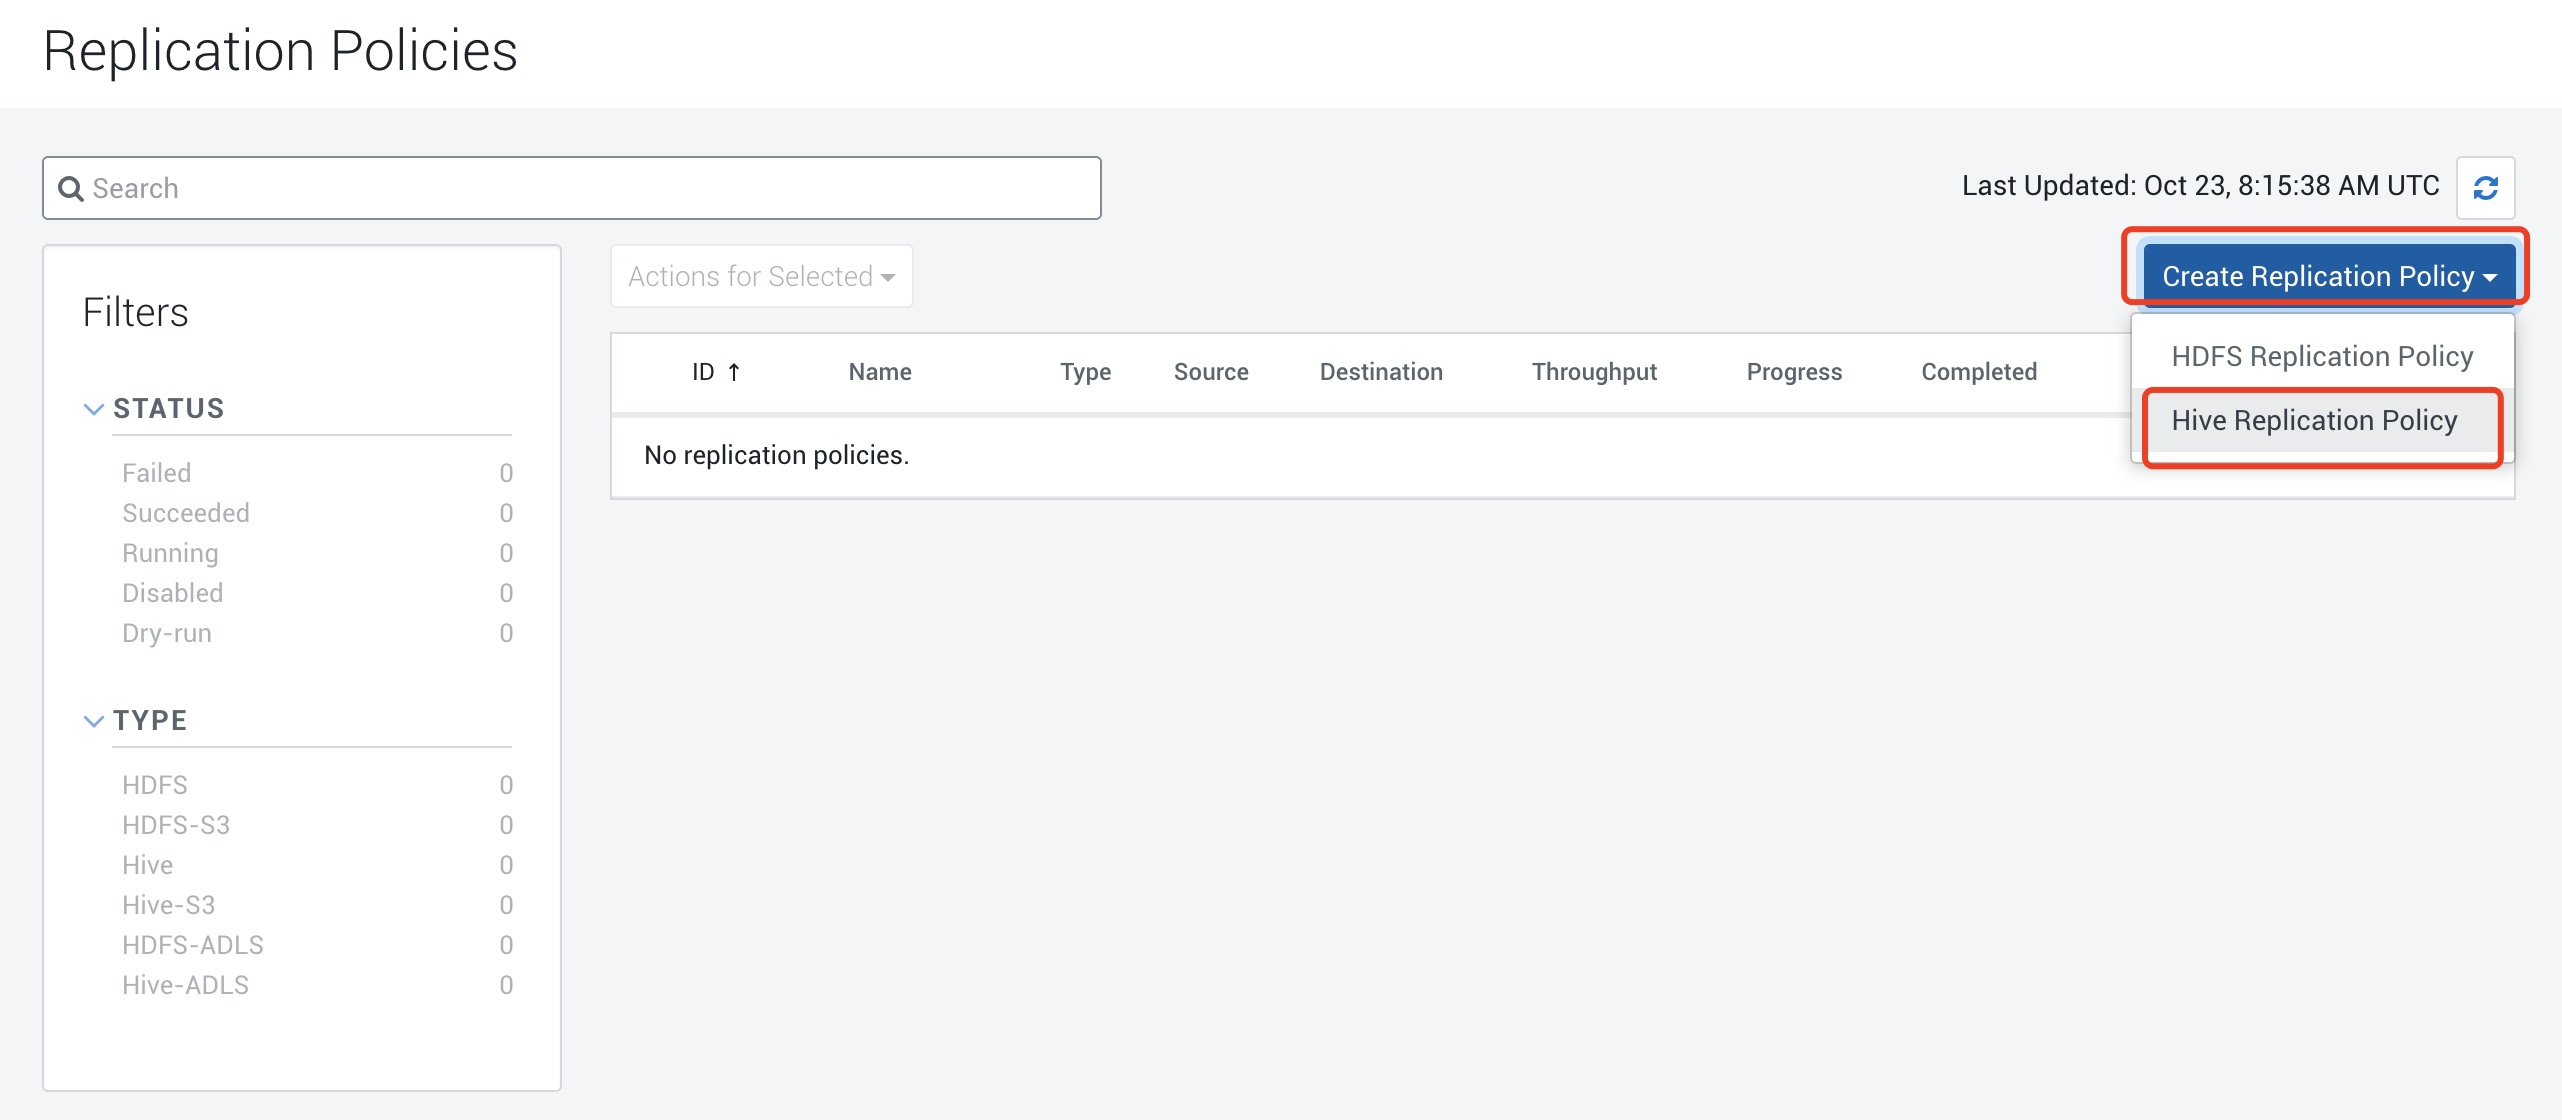 Replication Policies
Search
Last Updated: Oct 23, 8:15:38 AM UTC
Filters
STATUS
Failed 0
Succeeded 0
Running 0
Disabled 0
Dry-run 0
TYPE
HDFS 0
HDFS-S3 0
Hive 0
Hive-S3 0
HDFS-ADLS 0
Hive-ADLS 0
Actions for Selected
Create Replication Policy
HDFS Replication Policy
Hive Replication Policy
ID ↑ Name Type Source Destination Throughput Progress Completed
No replication policies.